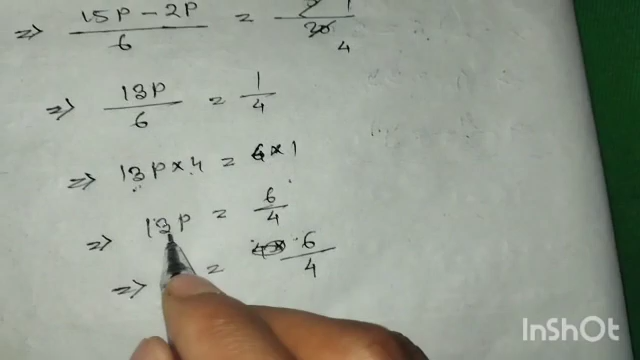 => 15P - 2P / 6 = 1 / 4
=> 13P / 6 = 1 / 4
=> 13P × 4 = 6 × 1
=> 13P = 6 / 4
=> = 6 / 4
InShOt